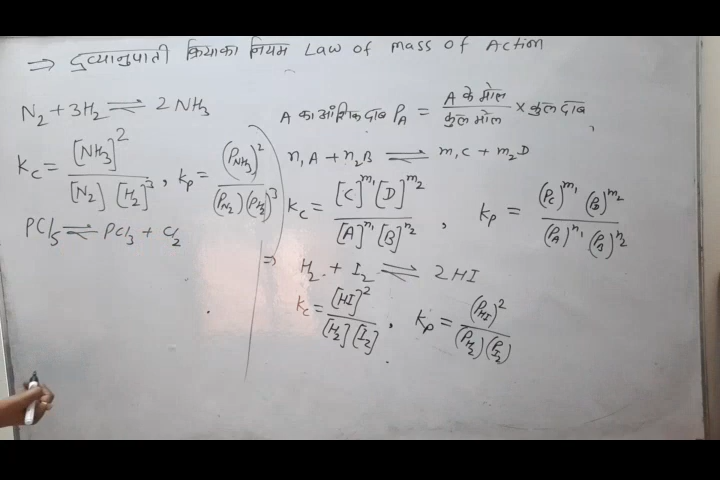 ⇒ द्रव्यानुपाती क्रिया का नियम Law of mass of Action
N₂ + 3H₂ ⇌ 2NH₃
K_C = [NH₃]² / [N₂] [H₂]³ , K_P = (P_NH₃)² / (P_N₂)(P_H₂)³
PCl₅ ⇌ PCl₃ + Cl₂
A का आंशिक दाब P_A = A के मोल / कुल मोल × कुल दाब
n₁A + n₂B ⇌ m₁C + m₂D
K_C = [C]^m₁ [D]^m₂ / [A]^n₁ [B]^n₂ , K_P = (P_C)^m₁ (P_D)^m₂ / (P_A)^n₁ (P_B)^n₂
⇒ H₂ + I₂ ⇌ 2HI
K_C = [HI]² / [H₂][I₂] , K_P = (P_HI)² / (P_H₂)(P_I₂)